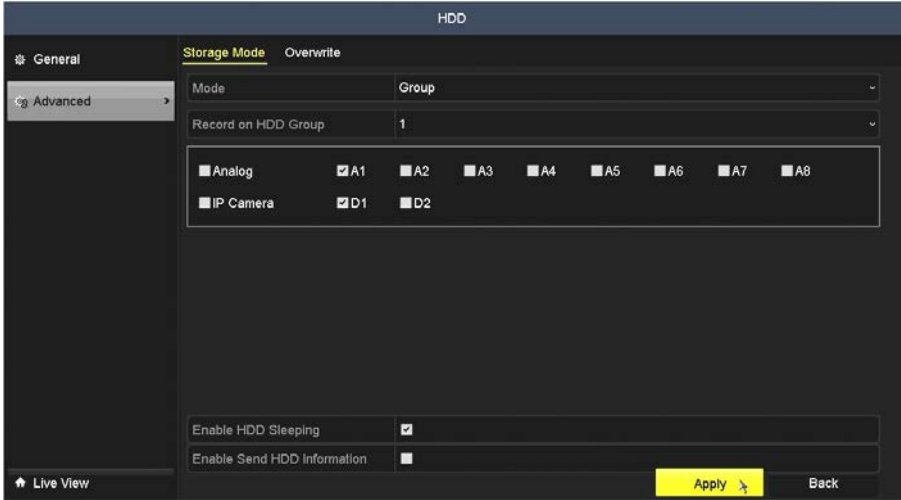 HDD
General
Advanced
Live View
Storage Mode Overwrite
Mode Group
Record on HDD Group 1
Analog A1 A2 A3 A4 A5 A6 A7 A8
IP Camera D1 D2
Enable HDD Sleeping
Enable Send HDD Information
Apply Back